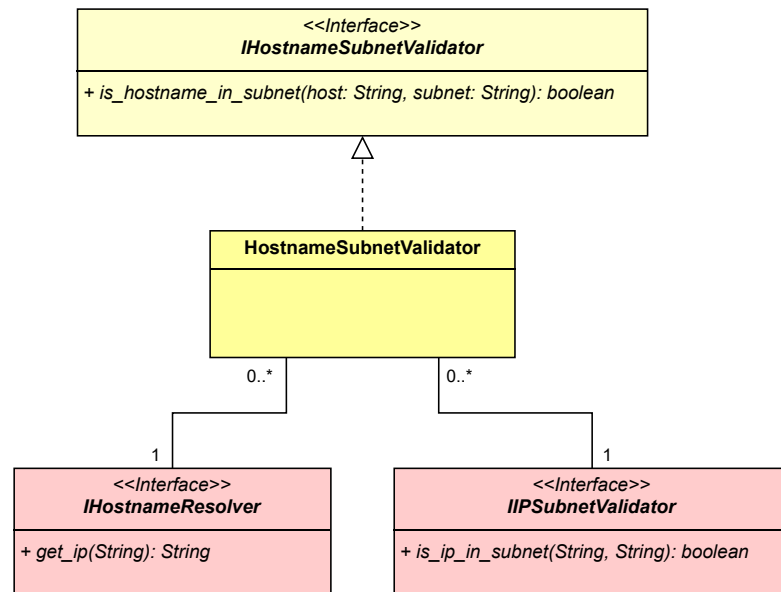 <<Interface>>
IHostnameSubnetValidator
+ is_hostname_in_subnet(host: String, subnet: String): boolean
HostnameSubnetValidator
0..*
0..*
1
1
<<Interface>>
IHostnameResolver
+ get_ip(String): String
<<Interface>>
IIPSubnetValidator
+ is_ip_in_subnet(String, String): boolean